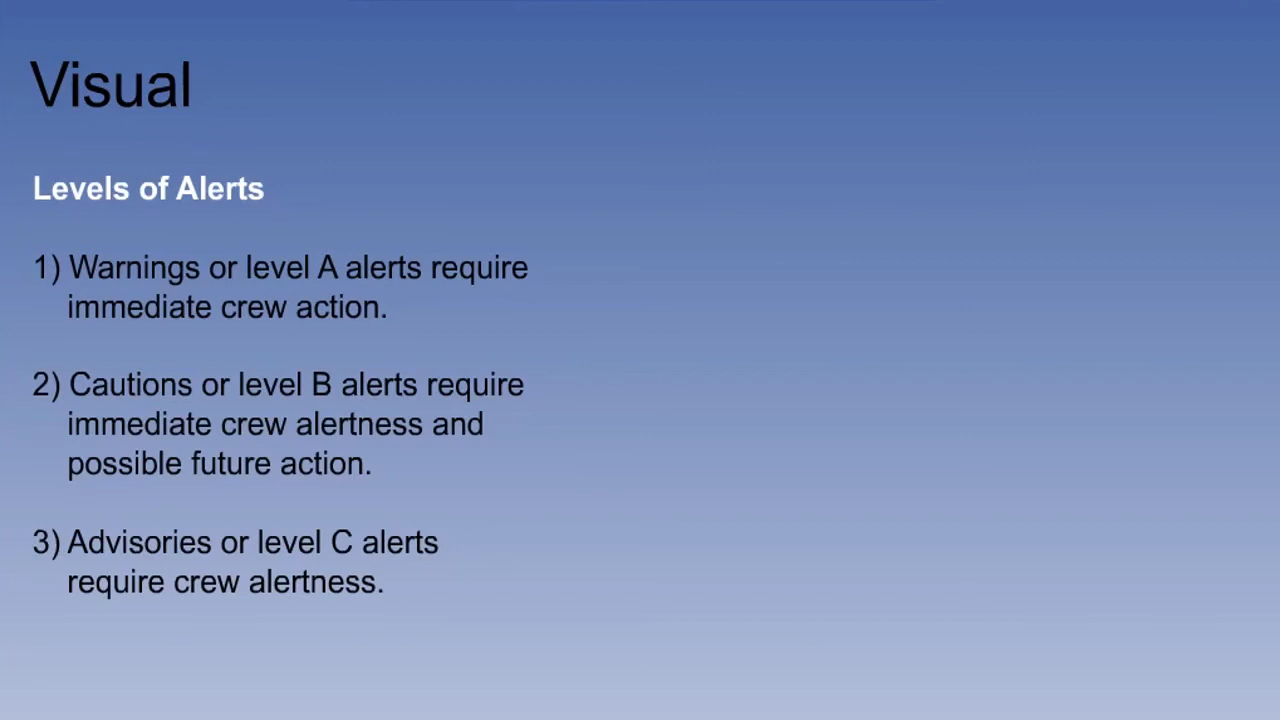 Visual
Levels of Alerts
1) Warnings or level A alerts require
immediate crew action.
2) Cautions or level B alerts require
immediate crew alertness and
possible future action.
3) Advisories or level C alerts
require crew alertness.